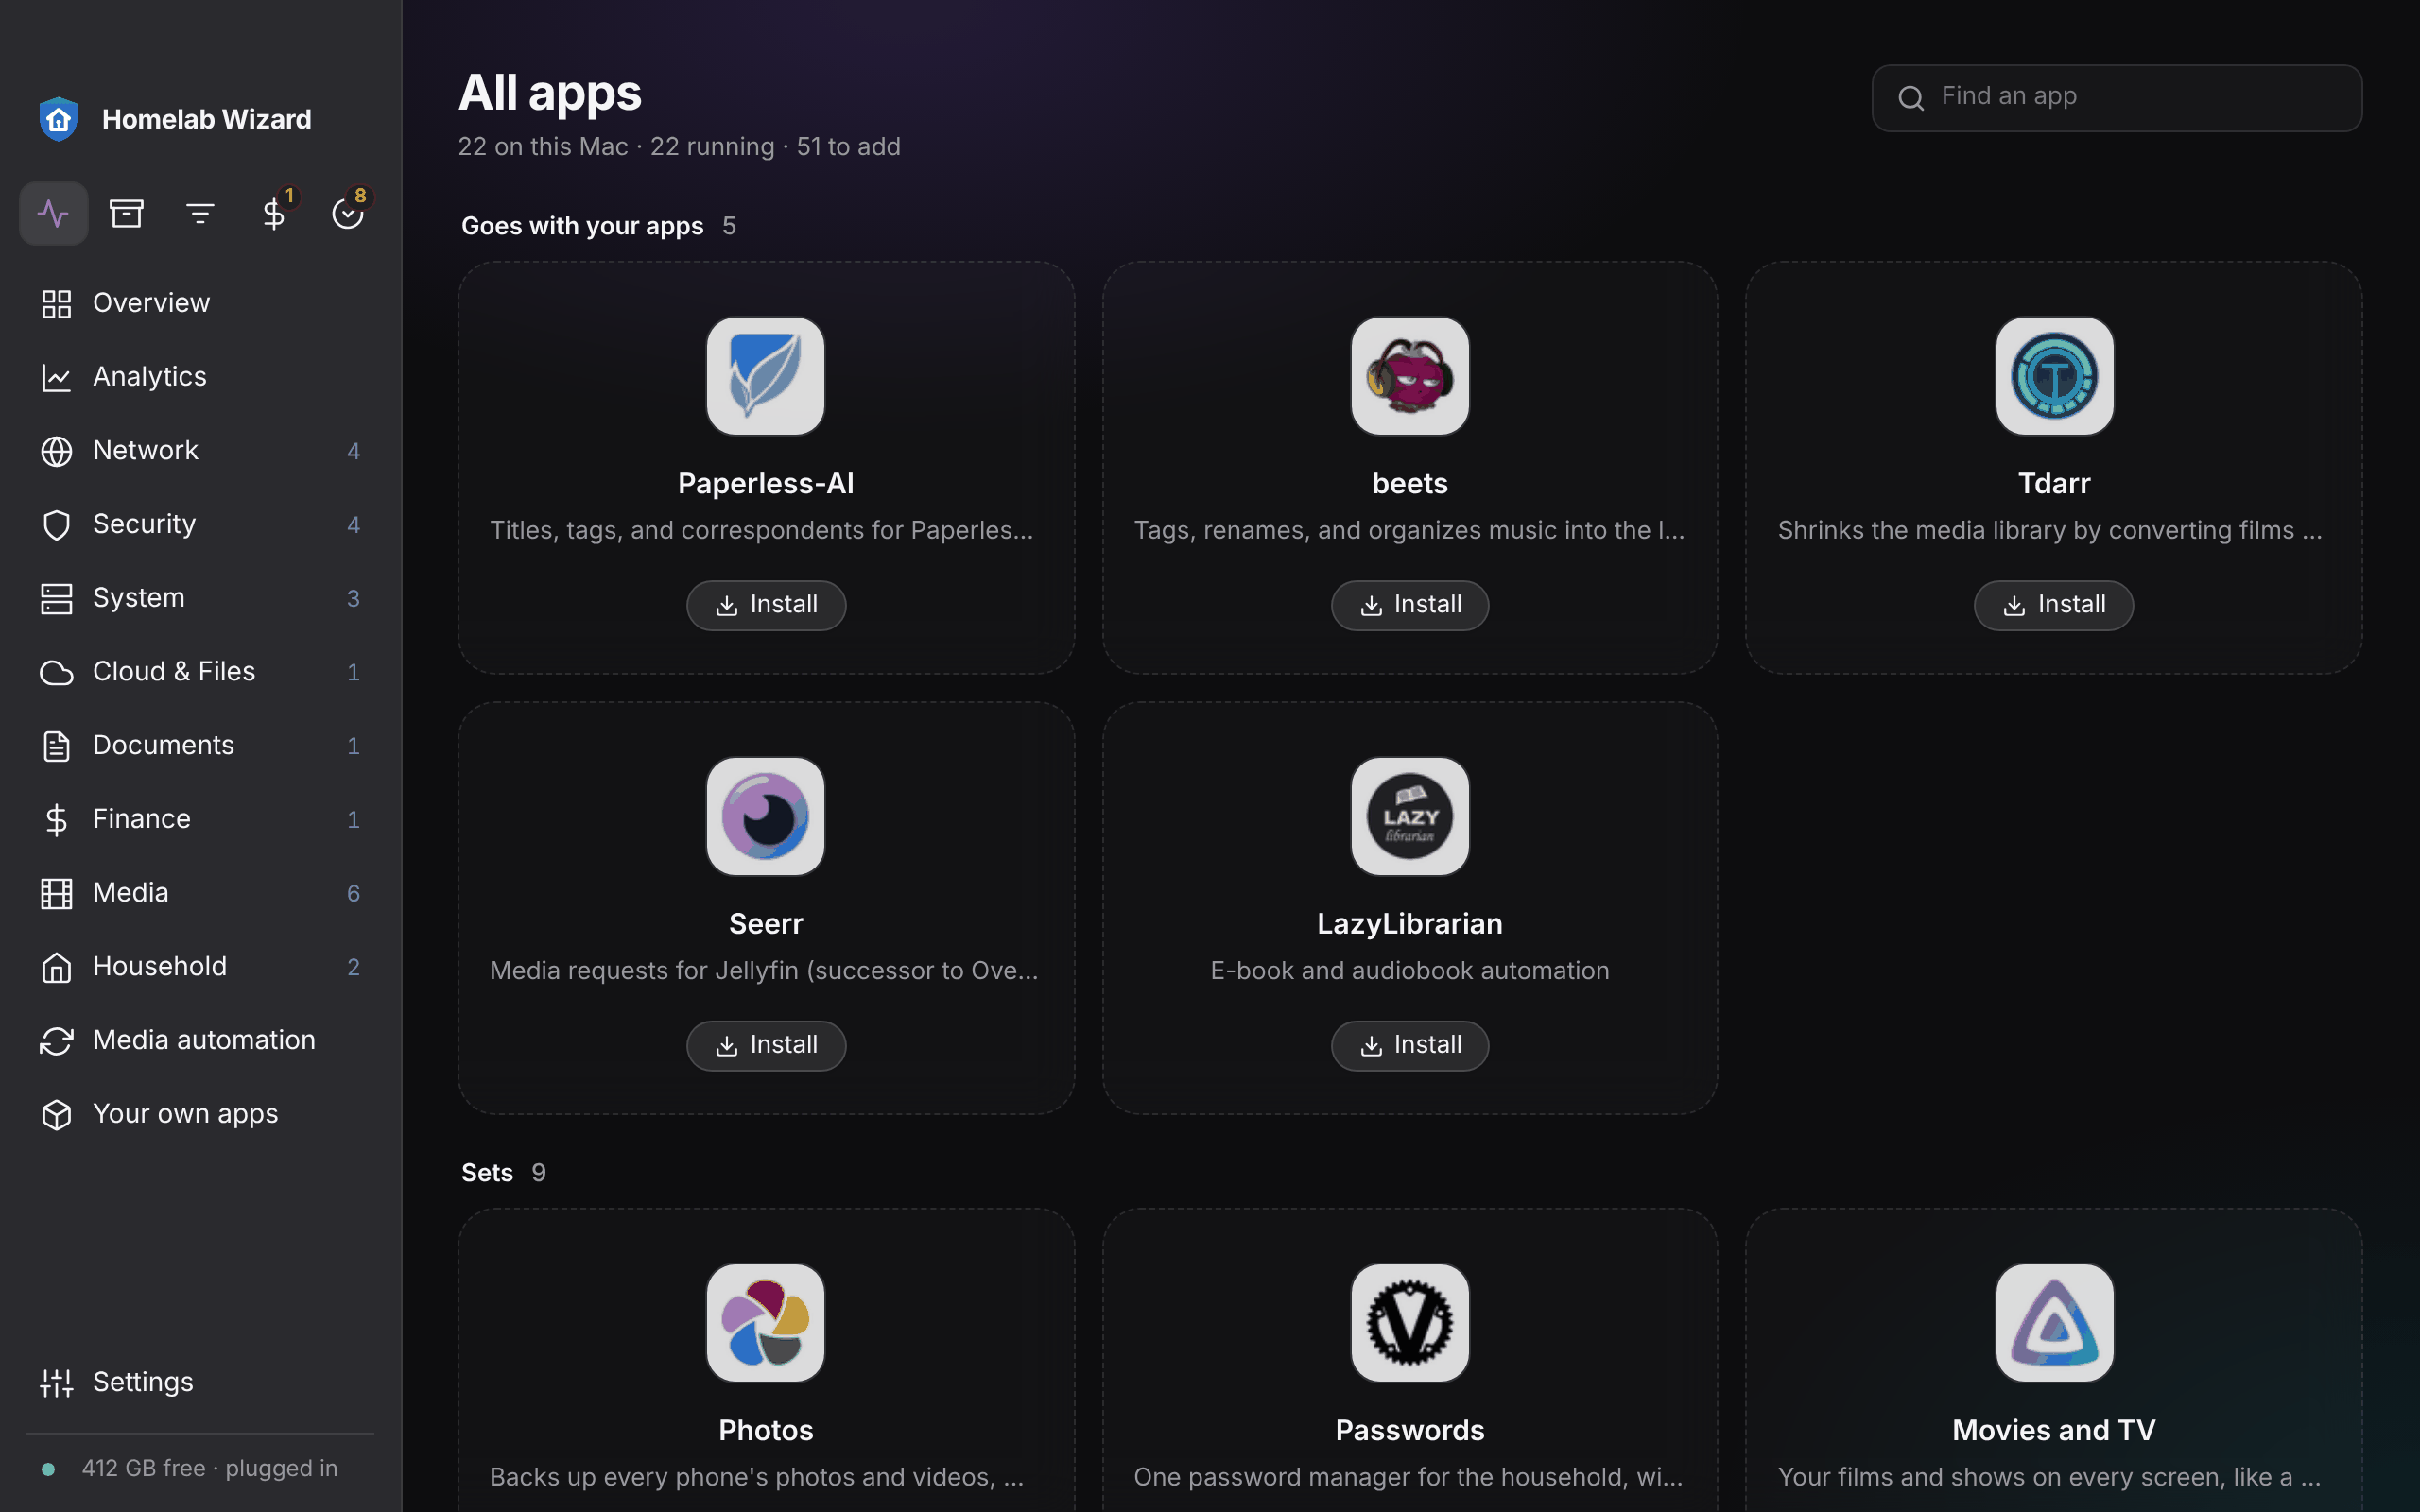 Homelab Wizard
1
8
Overview
Analytics
Network 4
Security 4
System 3
Cloud & Files 1
Documents 1
Finance 1
Media 6
Household 2
Media automation
Your own apps
Settings
412 GB free · plugged in
All apps
22 on this Mac · 22 running · 51 to add
Find an app
Goes with your apps 5
Paperless-AI
Titles, tags, and correspondents for Paperles...
Install
beets
Tags, renames, and organizes music into the l...
Install
T
Tdarr
Shrinks the media library by converting films ...
Install
Seerr
Media requests for Jellyfin (successor to Ove...
Install
LAZY
librarian
LazyLibrarian
E-book and audiobook automation
Install
Sets 9
Photos
Backs up every phone's photos and videos, ...
V
Passwords
One password manager for the household, wi...
Movies and TV
Your films and shows on every screen, like a ...